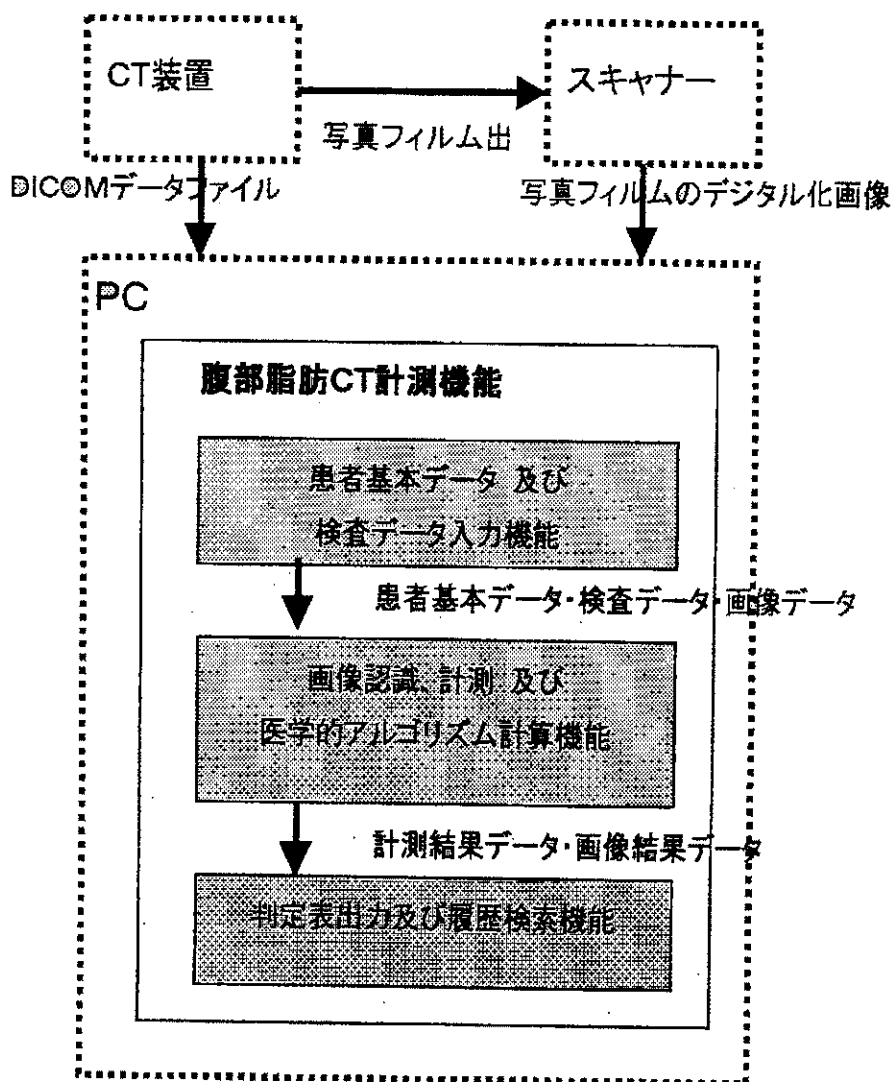 CT装置
スキャナー
写真フィルム出
DICOMデータファイル
写真フィルムのデジタル化画像
PC
腹部脂肪CT計測機能
患者基本データ 及び
検査データ入力機能
患者基本データ・検査データ・画像データ
画像認識、計測 及び
医学的アルゴリズム計算機能
計測結果データ・画像結果データ
判定表出力及び履歴検索機能